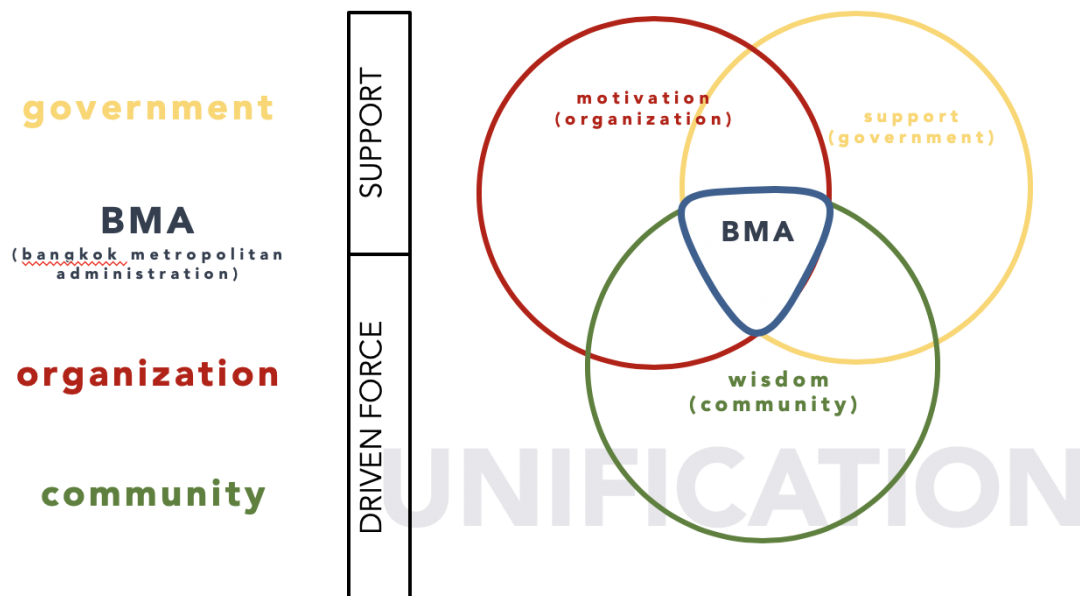 government
BMA
(bangkok metropolitan
administration)
organization
community
SUPPORT
DRIVEN FORCE
motivation
(organization)
support
(government)
BMA
wisdom
(community)
UNIFICATION